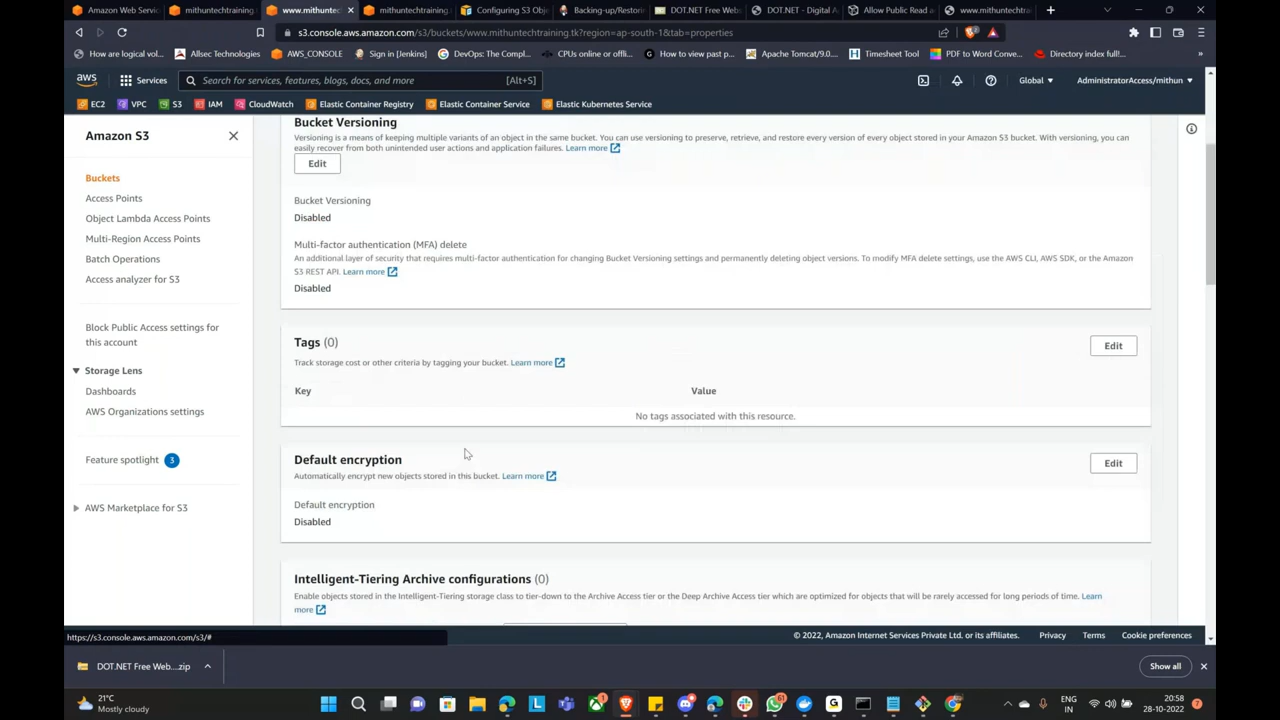 Amazon Web Servic
mithuntechtraining
www.mithuntech
mithuntechtraining.
Configuring S3 Obje
Backing-up/Restorin
DOT.NET Free Webs
DOT.NET - Digital A
Allow Public Read a
www.mithuntechtra
s3.console.aws.amazon.com/s3/buckets/www.mithuntechtraining.tk?region=ap-south-1&tab=properties
How are logical vol...
Allsec Technologies
AWS_CONSOLE
Sign in [Jenkins]
DevOps: The Compl...
CPUs online or offlin...
How to view past p...
Apache Tomcat/9.0...
Timesheet Tool
PDF to Word Conve...
Directory index full!...
aws
Services
Search for services, features, blogs, docs, and more
[Alt+S]
Global
AdministratorAccess/mithun
EC2
VPC
S3
IAM
CloudWatch
Elastic Container Registry
Elastic Container Service
Elastic Kubernetes Service
Amazon S3
Buckets
Access Points
Object Lambda Access Points
Multi-Region Access Points
Batch Operations
Access analyzer for S3
Block Public Access settings for
this account
Storage Lens
Dashboards
AWS Organizations settings
Feature spotlight 3
AWS Marketplace for S3
Bucket Versioning
Versioning is a means of keeping multiple variants of an object in the same bucket. You can use versioning to preserve, retrieve, and restore every version of every object stored in your Amazon S3 bucket. With versioning, you can
easily recover from both unintended user actions and application failures. Learn more
Edit
Bucket Versioning
Disabled
Multi-factor authentication (MFA) delete
An additional layer of security that requires multi-factor authentication for changing Bucket Versioning settings and permanently deleting object versions. To modify MFA delete settings, use the AWS CLI, AWS SDK, or the Amazon
S3 REST API. Learn more
Disabled
Tags (0)
Edit
Track storage cost or other criteria by tagging your bucket. Learn more
Key
Value
No tags associated with this resource.
Default encryption
Edit
Automatically encrypt new objects stored in this bucket. Learn more
Default encryption
Disabled
Intelligent-Tiering Archive configurations (0)
Enable objects stored in the Intelligent-Tiering storage class to tier-down to the Archive Access tier or the Deep Archive Access tier which are optimized for objects that will be rarely accessed for long periods of time. Learn
more
https://s3.console.aws.amazon.com/s3/#
© 2022, Amazon Internet Services Private Ltd. or its affiliates.
Privacy
Terms
Cookie preferences
DOT.NET Free Web....zip
Show all
21°C
Mostly cloudy
ENG
IN
20:58
28-10-2022